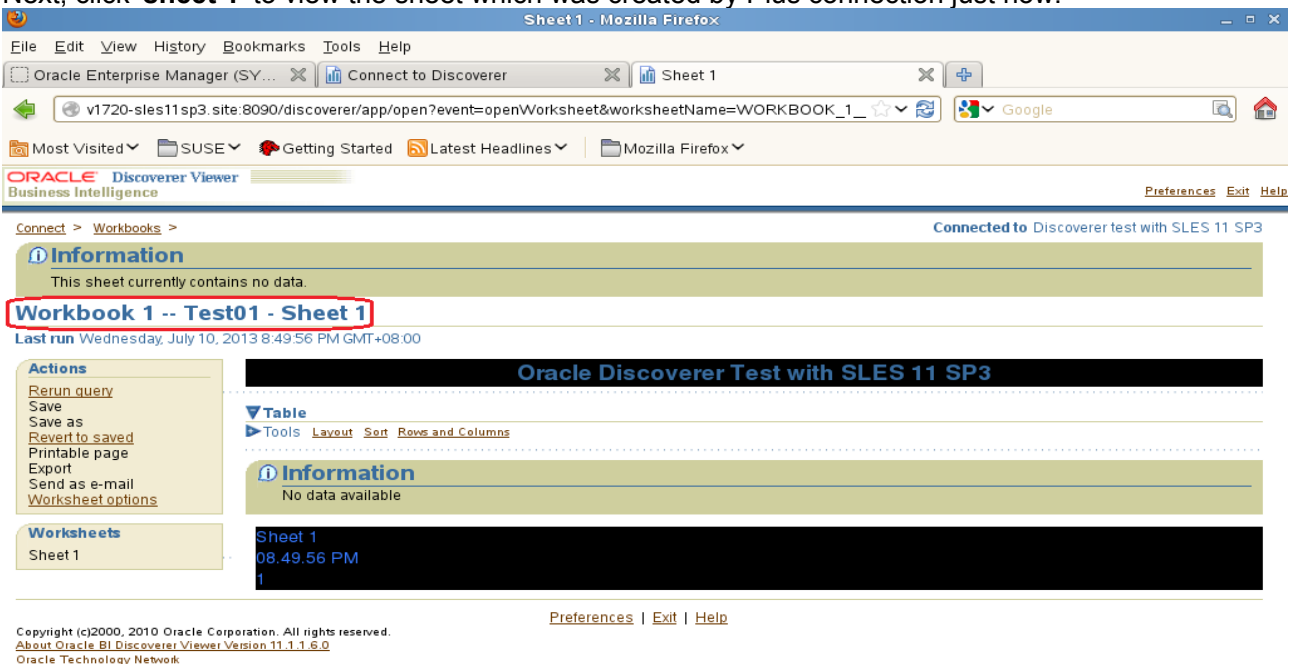 Next, click 'Sheet 1' to view the sheet which was created by Plus connection just now.
Sheet 1 - Mozilla Firefox
File Edit View History Bookmarks Tools Help
Oracle Enterprise Manager (SY... Connect to Discoverer Sheet 1
v1720-sles11sp3.site:8090/discoverer/app/open?event=openWorksheet&worksheetName=WORKBOOK_1__ Google
Most Visited SUSE Getting Started Latest Headlines Mozilla Firefox
ORACLE Discoverer Viewer
Business Intelligence
Preferences Exit Help
Connect > Workbooks > Connected to Discoverer test with SLES 11 SP3
Information
This sheet currently contains no data.
Workbook 1 -- Test01 - Sheet 1
Last run Wednesday, July 10, 2013 8:49:56 PM GMT+08:00
Actions
Rerun query
Save
Save as
Revert to saved
Printable page
Export
Send as e-mail
Worksheet options
Worksheets
Sheet 1
Oracle Discoverer Test with SLES 11 SP3
Table
Tools Layout Sort Rows and Columns
Information
No data available
Sheet 1
08.49.56 PM
1
Preferences | Exit | Help
Copyright (c)2000, 2010 Oracle Corporation. All rights reserved.
About Oracle BI Discoverer Viewer Version 11.1.1.6.0
Oracle Technology Network